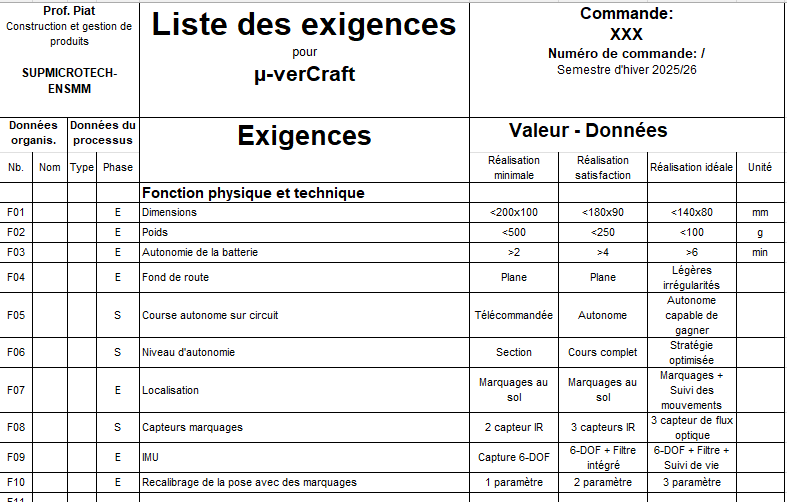 Prof. Piat
Construction et gestion de
produits
SUPMICROTECH-
ENSMM
Liste des exigences
pour
µ-verCraft
Commande:
XXX
Numéro de commande: /
Semestre d'hiver 2025/26
Données
organis.
Données du
processus
Exigences
Valeur - Données
Nb. Nom Type Phase
Réalisation
minimale
Réalisation
satisfaction
Réalisation idéale
Unité
Fonction physique et technique
F01 E Dimensions <200x100 <180x90 <140x80 mm
F02 E Poids <500 <250 <100 g
F03 E Autonomie de la batterie >2 >4 >6 min
F04 E Fond de route Plane Plane Légères
irrégularités
F05 S Course autonome sur circuit Télécommandée Autonome Autonome
capable de
gagner
F06 S Niveau d'autonomie Section Cours complet Stratégie
optimisée
F07 E Localisation Marquages au
sol
Marquages au
sol
Marquages +
Suivi des
mouvements
F08 S Capteurs marquages 2 capteur IR 3 capteurs IR 3 capteur de flux
optique
F09 E IMU Capture 6-DOF 6-DOF + Filtre
intégré
6-DOF + Filtre +
Suivi de vie
F10 E Recalibrage de la pose avec des marquages 1 paramètre 2 paramètre 3 paramètre